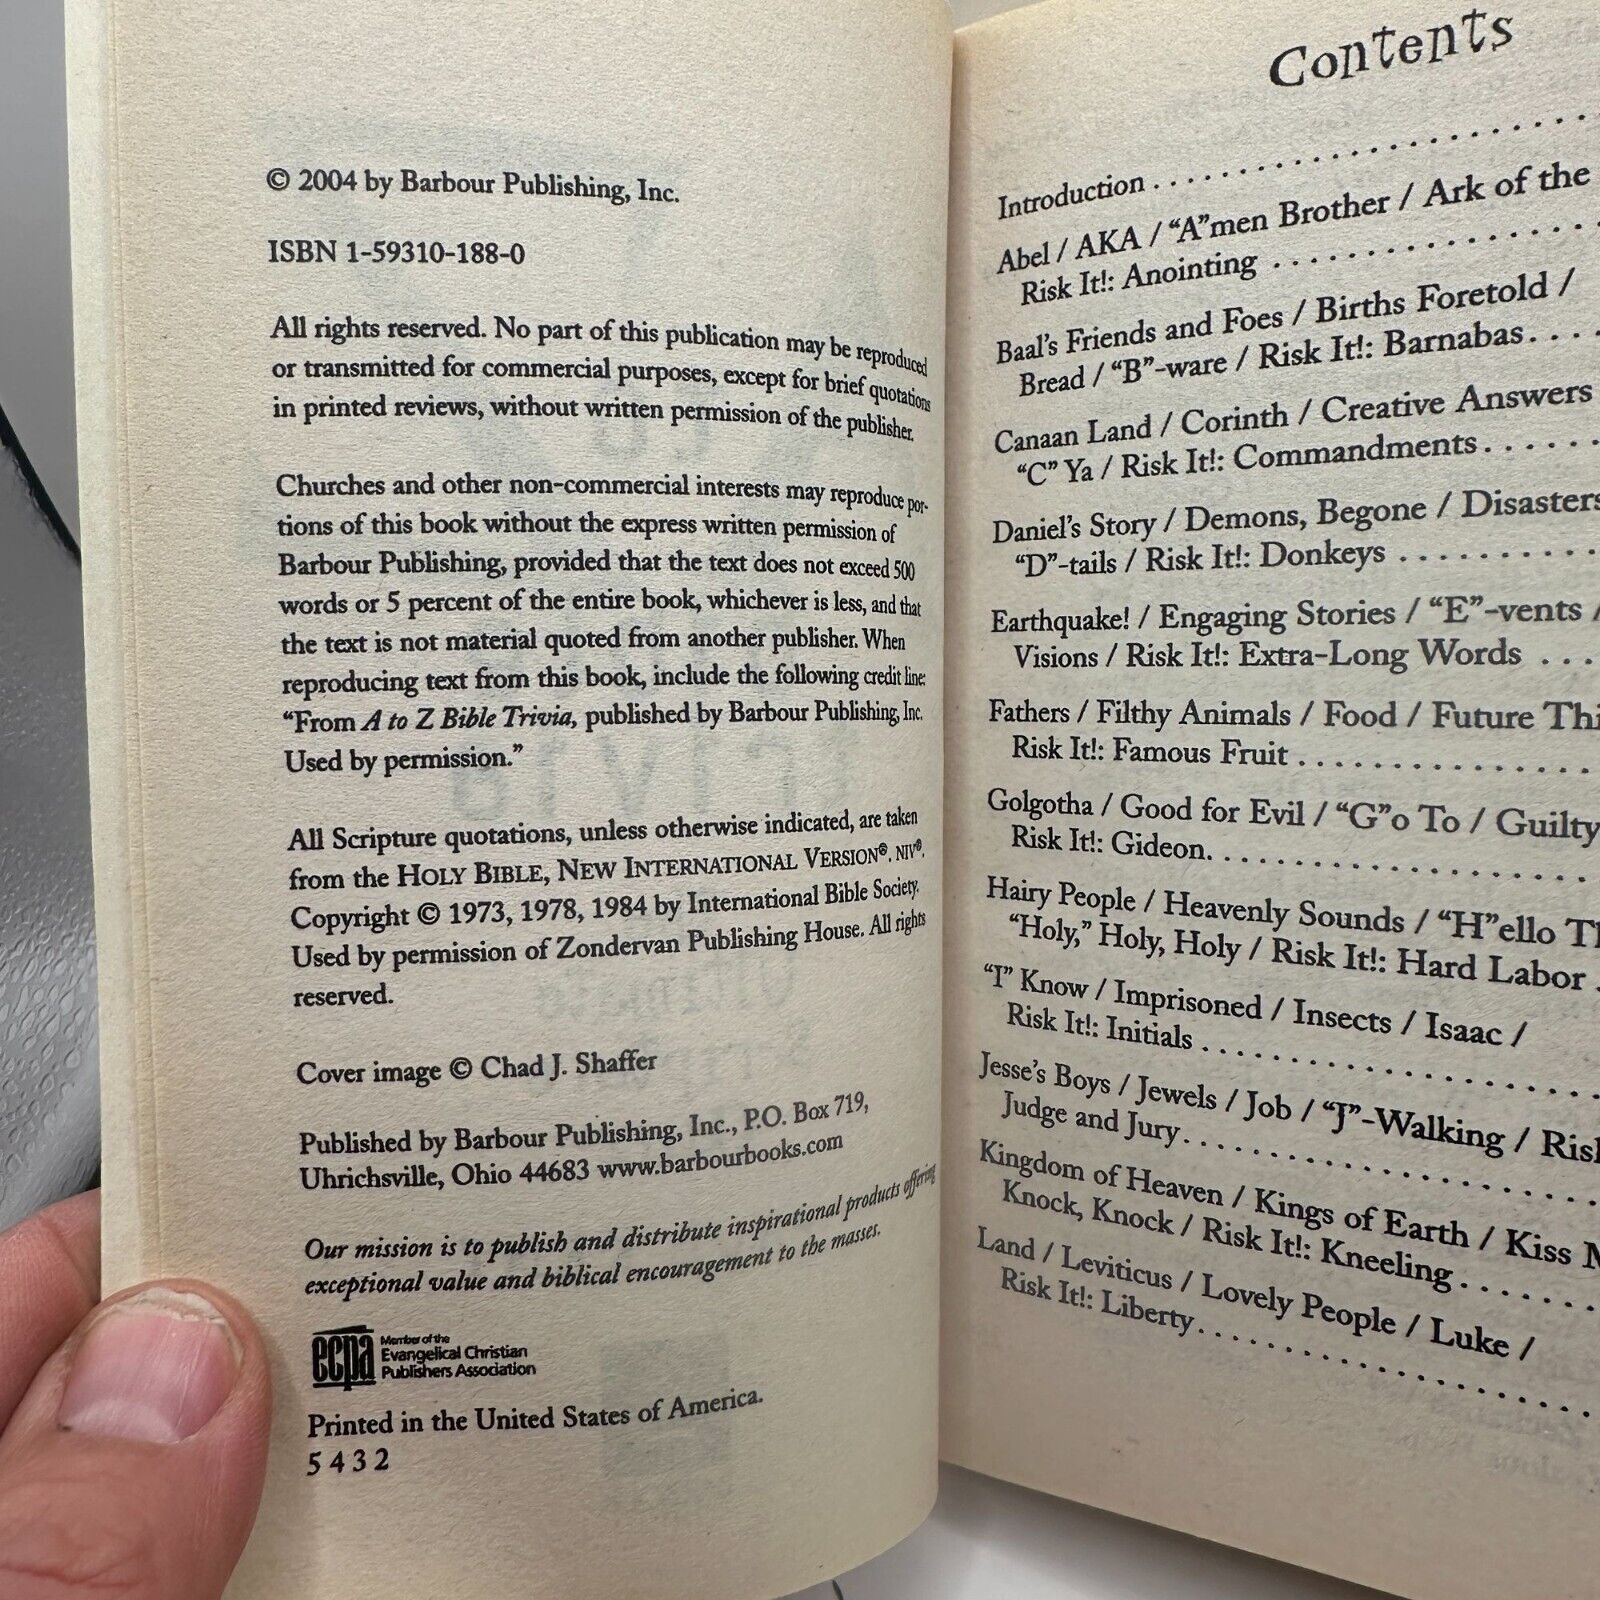 © 2004 by Barbour Publishing, Inc.
ISBN 1-59310-188-0
All rights reserved. No part of this publication may be reproduced
or transmitted for commercial purposes, except for brief quotations
in printed reviews, without written permission of the publisher.
Churches and other non-commercial interests may reproduce por-
tions of this book without the express written permission of
Barbour Publishing, provided that the text does not exceed 500
words or 5 percent of the entire book, whichever is less, and that
the text is not material quoted from another publisher. When
reproducing text from this book, include the following credit line:
“From A to Z Bible Trivia, published by Barbour Publishing, Inc.
Used by permission.”
All Scripture quotations, unless otherwise indicated, are taken
from the HOLY BIBLE, NEW INTERNATIONAL VERSION®. NIV®.
Copyright © 1973, 1978, 1984 by International Bible Society.
Used by permission of Zondervan Publishing House. All rights
reserved.
Cover image © Chad J. Shaffer
Published by Barbour Publishing, Inc., P.O. Box 719,
Uhrichsville, Ohio 44683 www.barbourbooks.com
Our mission is to publish and distribute inspirational products offering
exceptional value and biblical encouragement to the masses.
ecpa Member of the
Evangelical Christian
Publishers Association
Printed in the United States of America.
5 4 3 2
Contents
Introduction . . . . . . . . . . . . . . . . . . . . . . . . .
Abel / AKA / “A”men Brother / Ark of the
Risk It!: Anointing . . . . . . . . . . . . . . . . . . .
Baal’s Friends and Foes / Births Foretold /
Bread / “B”-ware / Risk It!: Barnabas. . . .
Canaan Land / Corinth / Creative Answers
“C” Ya / Risk It!: Commandments. . . . . .
Daniel’s Story / Demons, Begone / Disasters
“D”-tails / Risk It!: Donkeys . . . . . . . . . . .
Earthquake! / Engaging Stories / “E”-vents /
Visions / Risk It!: Extra-Long Words . . .
Fathers / Filthy Animals / Food / Future Thi
Risk It!: Famous Fruit . . . . . . . . . . . . . . . .
Golgotha / Good for Evil / “G”o To / Guilty
Risk It!: Gideon. . . . . . . . . . . . . . . . . . . . .
Hairy People / Heavenly Sounds / “H”ello Th
“Holy,” Holy, Holy / Risk It!: Hard Labor .
“I” Know / Imprisoned / Insects / Isaac /
Risk It!: Initials . . . . . . . . . . . . . . . . . . . . .
Jesse’s Boys / Jewels / Job / “J”-Walking / Risk
Judge and Jury. . . . . . . . . . . . . . . . . . . . . .
Kingdom of Heaven / Kings of Earth / Kiss M
Knock, Knock / Risk It!: Kneeling . . . . . . .
Land / Leviticus / Lovely People / Luke /
Risk It!: Liberty. . . . . . . . . . . . . . . . . . . . . .